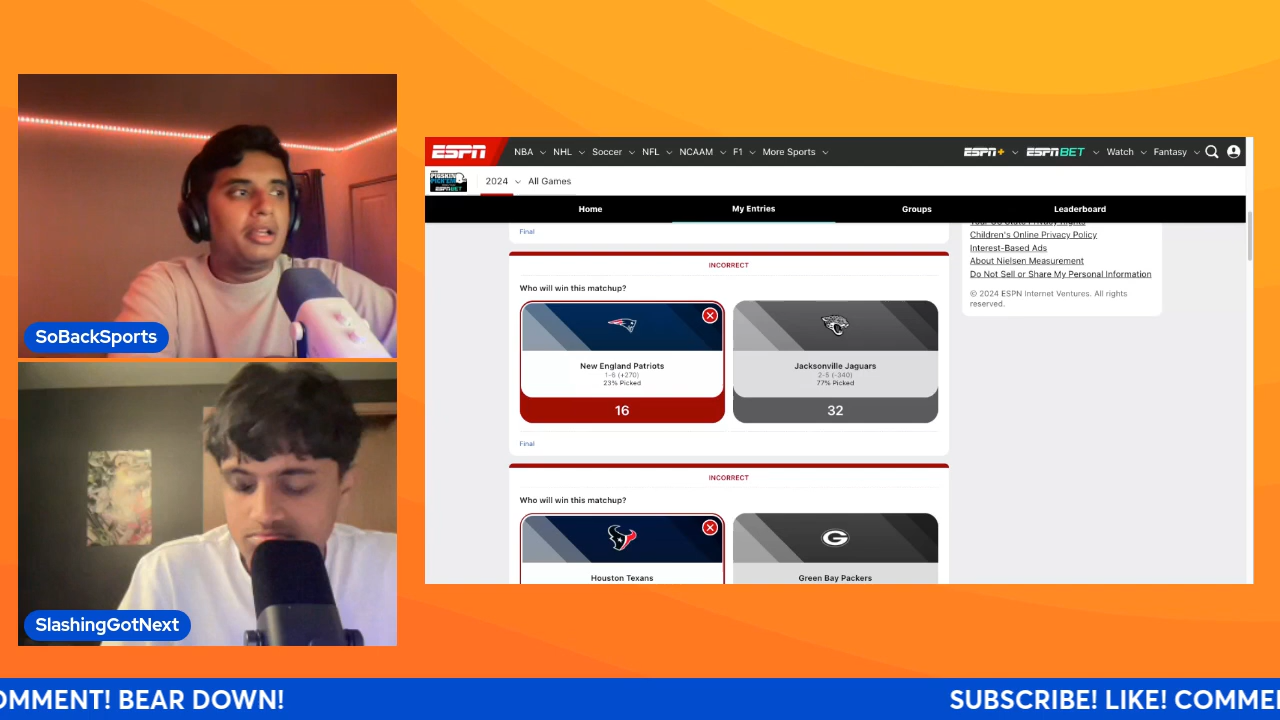 SoBackSports
SlashingGotNext
ESPN NBA NHL Soccer NFL NCAAM F1 More Sports ESPN+ ESPN BET Watch Fantasy
2024 All Games
Home My Entries Groups Leaderboard
Children's Online Privacy Policy
Interest-Based Ads
About Nielsen Measurement
Do Not Sell or Share My Personal Information
© 2024 ESPN Internet Ventures. All rights
reserved.
Final
INCORRECT
Who will win this matchup?
New England Patriots
1-6 (+270)
23% Picked
16
Jacksonville Jaguars
2-5 (-340)
77% Picked
32
Final
INCORRECT
Who will win this matchup?
Houston Texans
G
Green Bay Packers
OMMENT! BEAR DOWN! SUBSCRIBE! LIKE! COMME